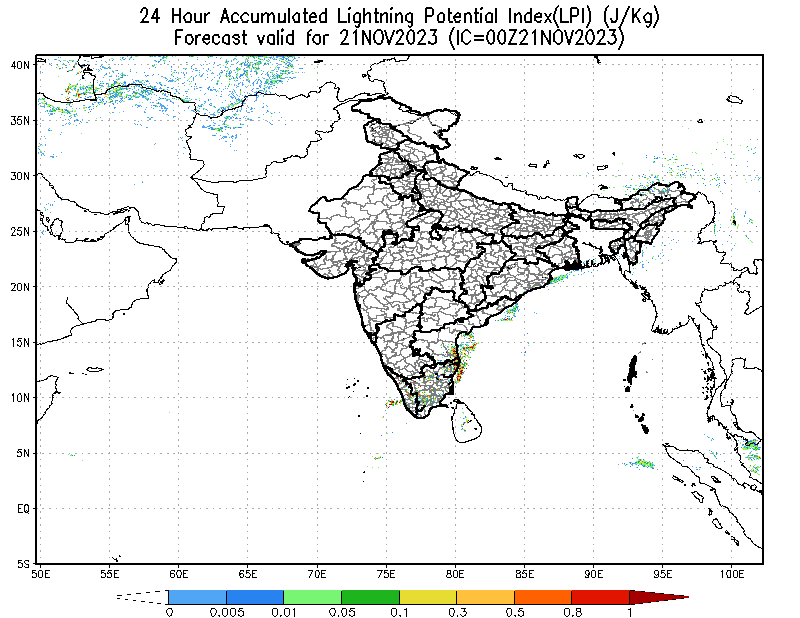 24 Hour Accumulated Lightning Potential Index(LPI) (J/Kg)
Forecast valid for 21NOV2023 (IC=00Z21NOV2023)
40N
35N
30N
25N
20N
15N
10N
5N
EQ
5S
50E 55E 60E 65E 70E 75E 80E 85E 90E 95E 100E
0 0.005 0.01 0.05 0.1 0.3 0.5 0.8 1